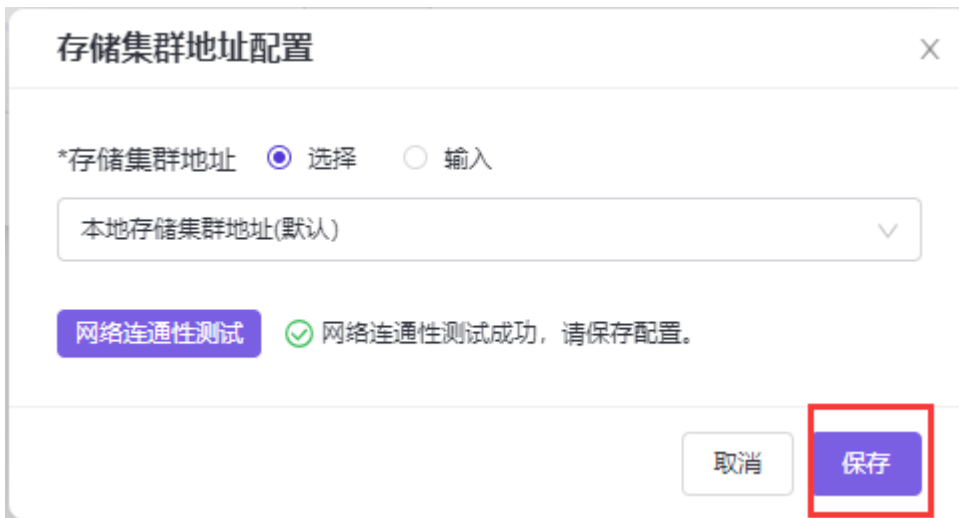 存储集群地址配置
*存储集群地址 选择 输入
本地存储集群地址(默认)
网络连通性测试 网络连通性测试成功，请保存配置。
取消 保存